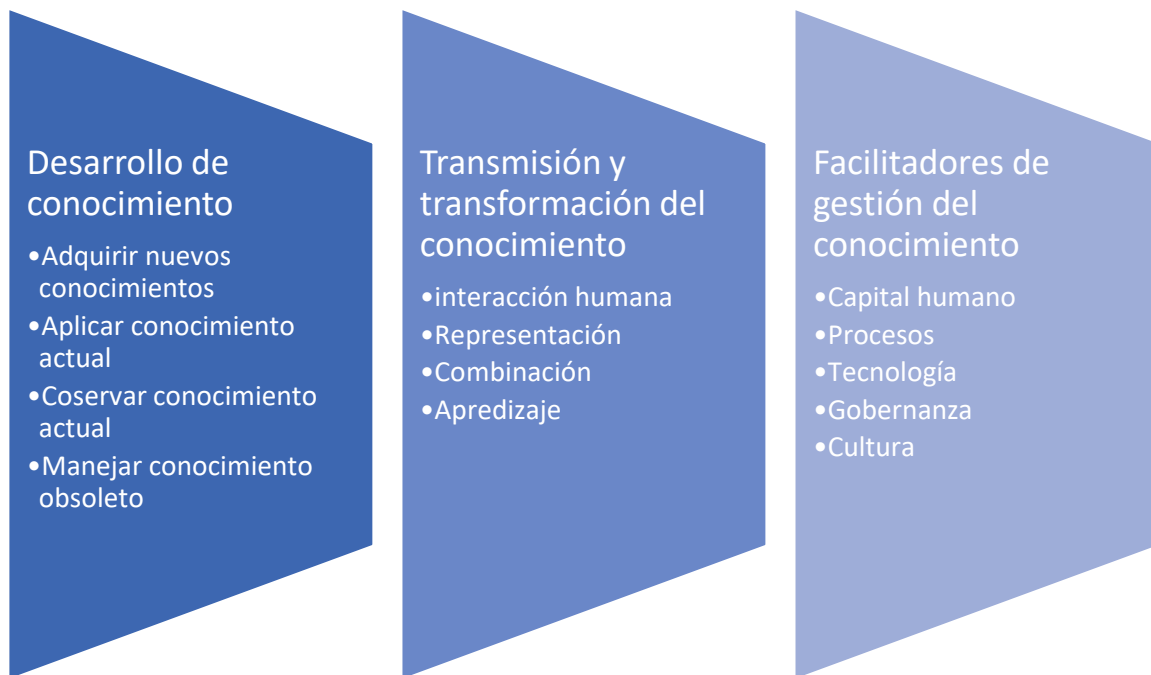 Desarrollo de
conocimiento
•Adquirir nuevos
conocimientos
•Aplicar conocimiento
actual
•Coservar conocimiento
actual
•Manejar conocimiento
obsoleto
Transmisión y
transformación del
conocimiento
•interacción humana
•Representación
•Combinación
•Apredizaje
Facilitadores de
gestión del
conocimiento
•Capital humano
•Procesos
•Tecnología
•Gobernanza
•Cultura